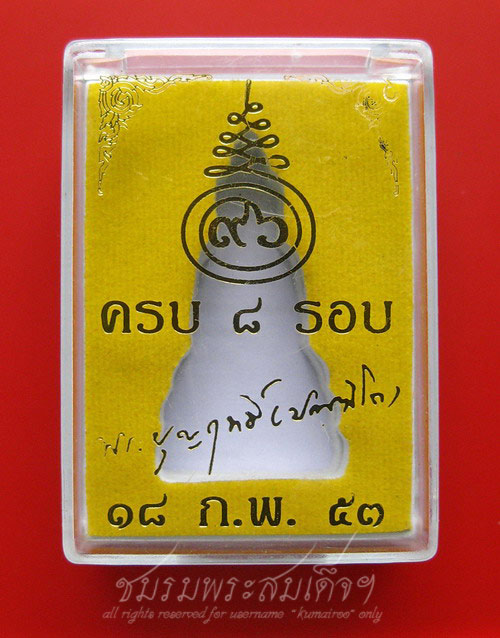 ๙๖
ครบ ๘ รอบ
๑๘ ก.พ. ๕๓
ชมรมพระสมเด็จฯ
all rights reserved for username "kumairoo" only